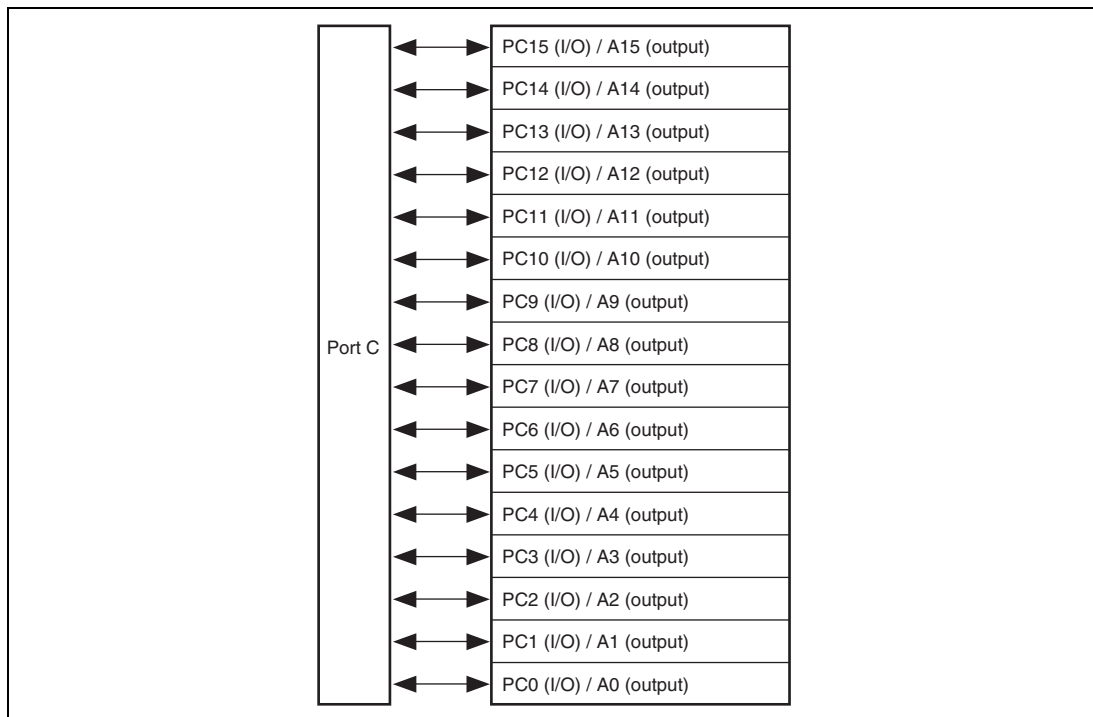 PC15 (I/O) / A15 (output)
PC14 (I/O) / A14 (output)
PC13 (I/O) / A13 (output)
PC12 (I/O) / A12 (output)
PC11 (I/O) / A11 (output)
PC10 (I/O) / A10 (output)
PC9 (I/O) / A9 (output)
Port C
PC8 (I/O) / A8 (output)
PC7 (I/O) / A7 (output)
PC6 (I/O) / A6 (output)
PC5 (I/O) / A5 (output)
PC4 (I/O) / A4 (output)
PC3 (I/O) / A3 (output)
PC2 (I/O) / A2 (output)
PC1 (I/O) / A1 (output)
PC0 (I/O) / A0 (output)